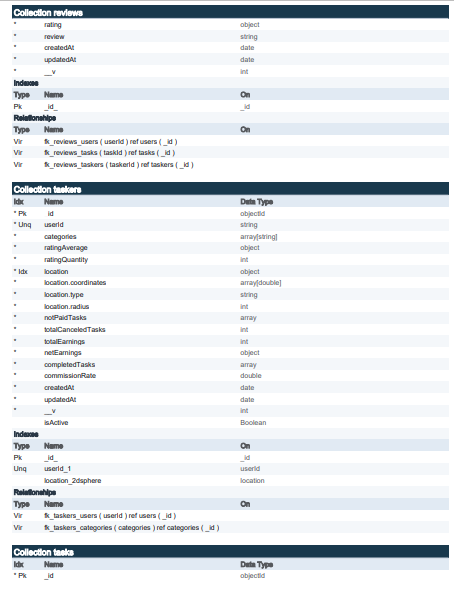 Collection reviews
* rating object
* review string
* createdAt date
* updatedAt date
* __v int
Indexes
Type Name On
Pk _id_ _id
Relationships
Type Name On
Vir fk_reviews_users ( userId ) ref users ( _id )
Vir fk_reviews_tasks ( taskId ) ref tasks ( _id )
Vir fk_reviews_taskers ( taskerId ) ref taskers ( _id )
Collection taskers
Idx Name Data Type
* Pk _id objectId
* Unq userId string
* categories array[string]
* ratingAverage object
* ratingQuantity int
* Idx location object
* location.coordinates array[double]
* location.type string
* location.radius int
* notPaidTasks array
* totalCanceledTasks int
* totalEarnings int
* netEarnings object
* completedTasks array
* commissionRate double
* createdAt date
* updatedAt date
* __v int
isActive Boolean
Indexes
Type Name On
Pk _id_ _id
Unq userId_1 userId
location_2dsphere location
Relationships
Type Name On
Vir fk_taskers_users ( userId ) ref users ( _id )
Vir fk_taskers_categories ( categories ) ref categories ( _id )
Collection tasks
Idx Name Data Type
* Pk _id objectId